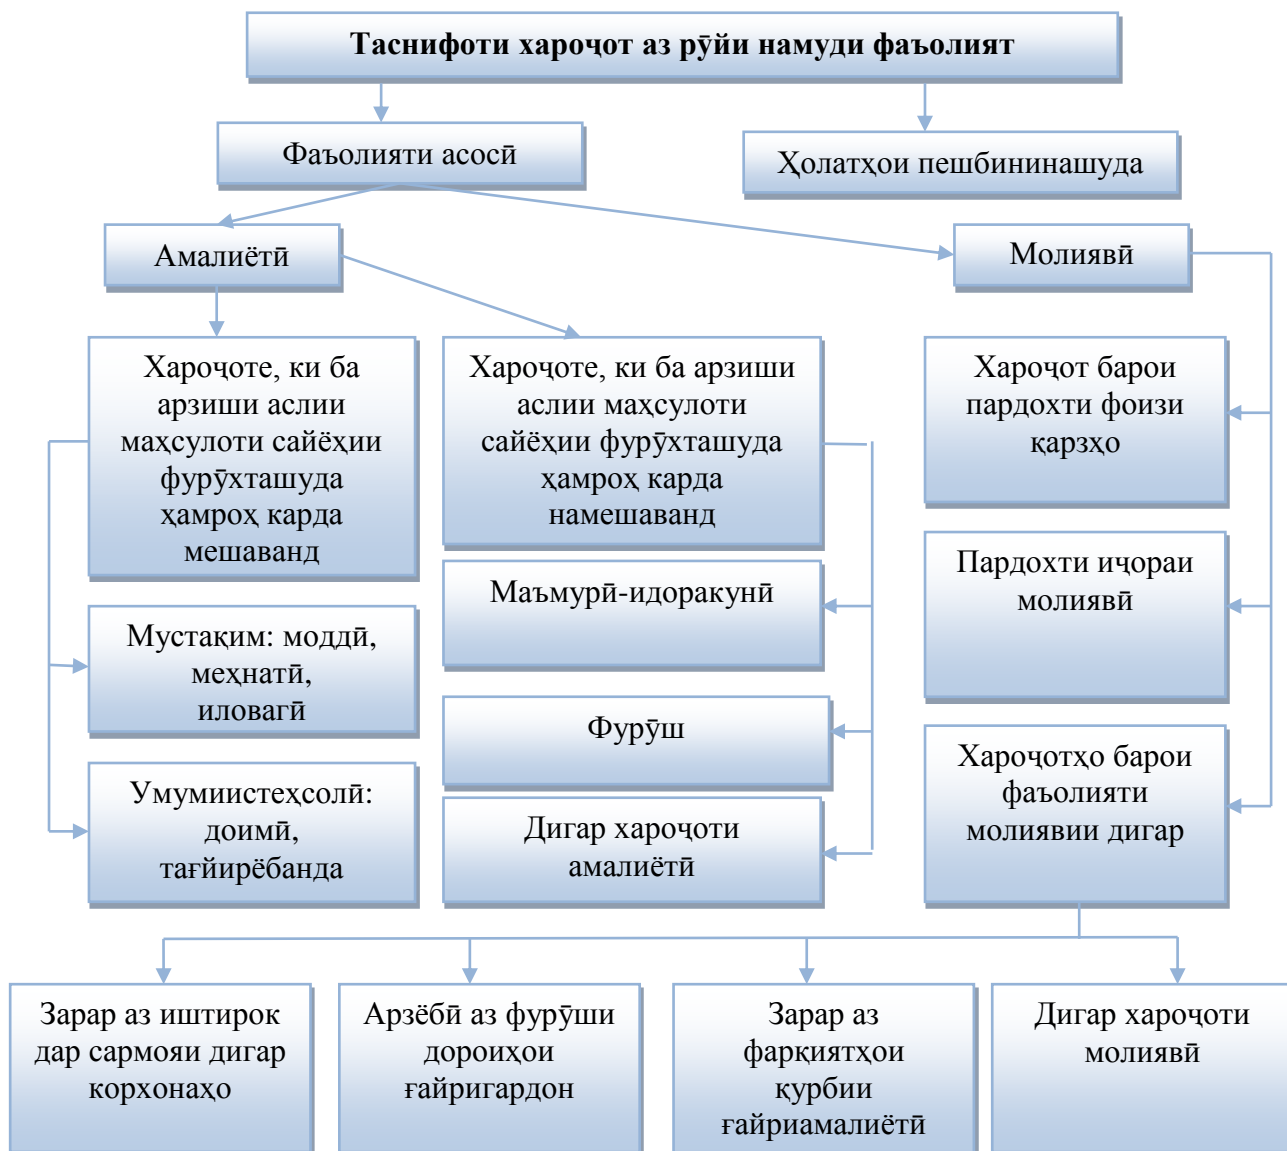 Таснифоти хароҷот аз рӯйи намуди фаъолият
Фаъолияти асосӣ
Ҳолатҳои пешбининашуда
Амалиётӣ
Молиявӣ
Хароҷоте, ки ба
арзиши аслии
маҳсулоти сайёҳии
фурӯхташуда
ҳамроҳ карда
мешаванд
Хароҷоте, ки ба арзиши
аслии маҳсулоти
сайёҳии фурӯхташуда
ҳамроҳ карда
намешаванд
Хароҷот барои
пардохти фоизи
қарзҳо
Мустақим: моддӣ,
меҳнатӣ,
иловагӣ
Маъмурӣ-идоракунӣ
Пардохти иҷораи
молиявӣ
Умумиистеҳсолӣ:
доимӣ,
тағйирёбанда
Фурӯш
Дигар хароҷоти
амалиётӣ
Хароҷотҳо барои
фаъолияти
молиявии дигар
Зарар аз иштирок
дар сармояи дигар
корхонаҳо
Арзёбӣ аз фурӯши
дороиҳои
ғайригардон
Зарар аз
фарқиятҳои
қурбии
ғайриамалиётӣ
Дигар хароҷоти
молиявӣ